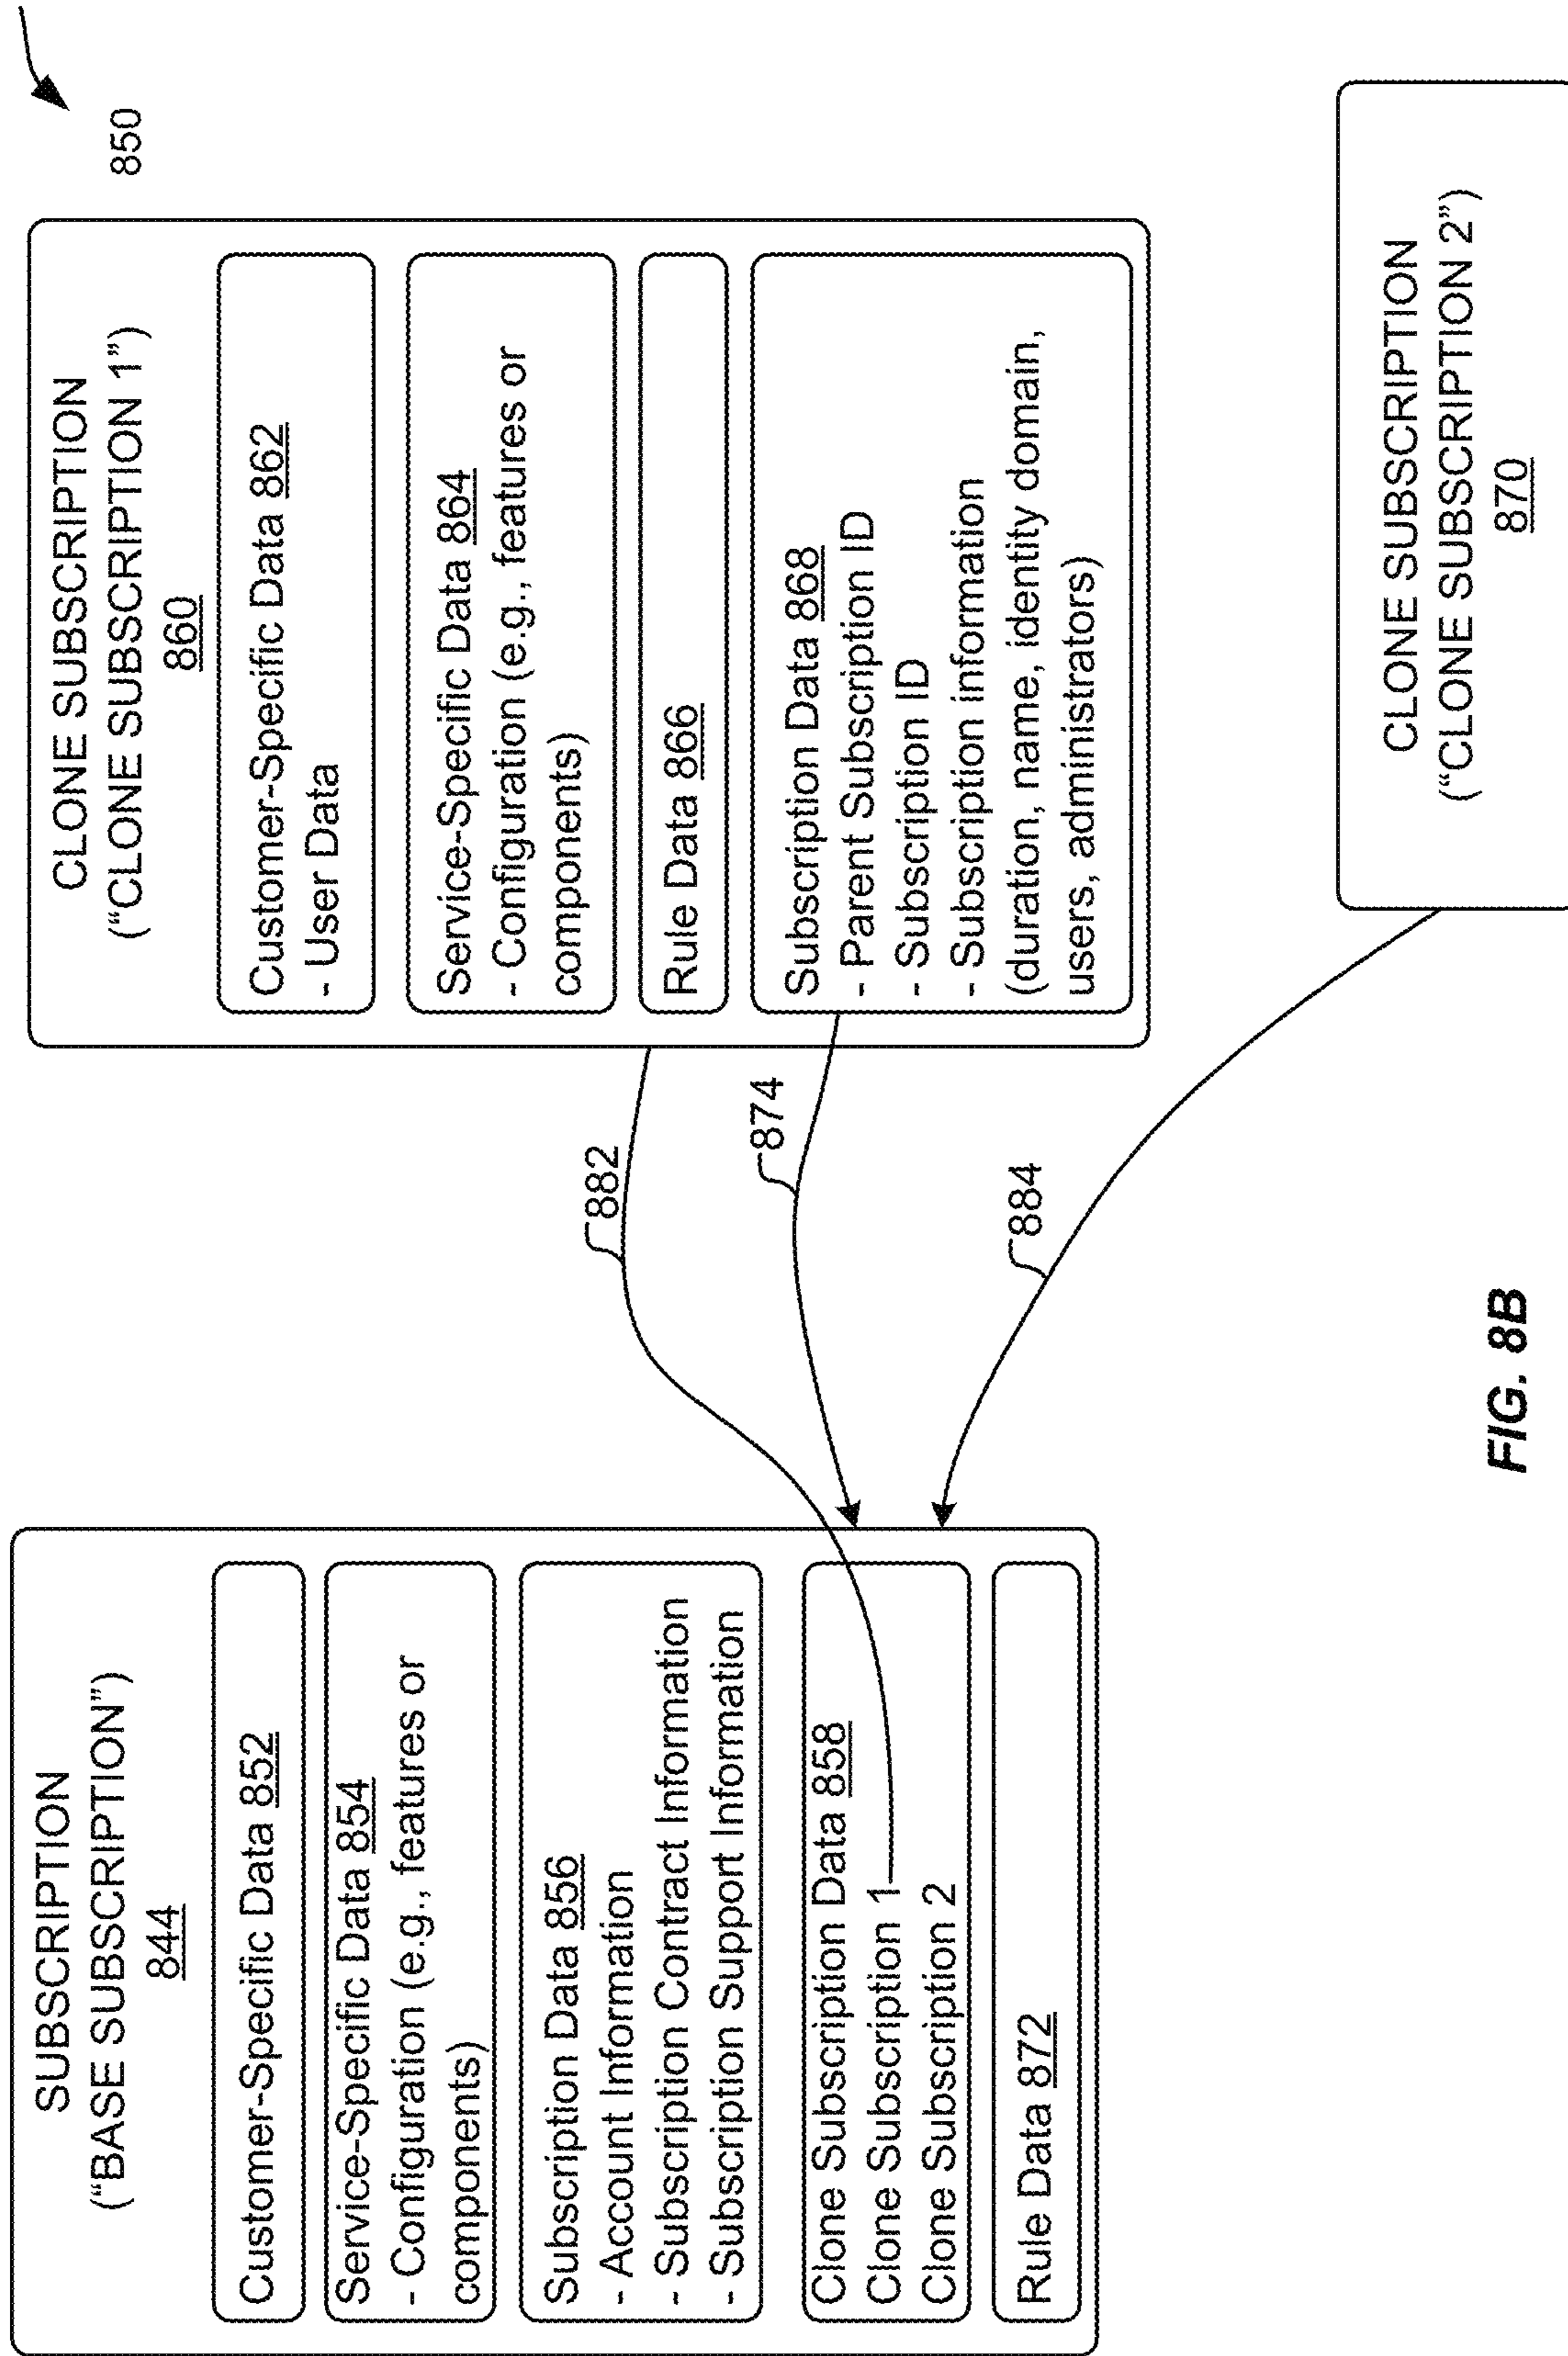 850
SUBSCRIPTION
(“BASE SUBSCRIPTION”)
844
Customer-Specific Data 852
Service-Specific Data 854
- Configuration (e.g., features or
components)
Subscription Data 856
- Account Information
- Subscription Contract Information
- Subscription Support Information
Clone Subscription Data 858
Clone Subscription 1
Clone Subscription 2
Rule Data 872
882
874
884
CLONE SUBSCRIPTION
(“CLONE SUBSCRIPTION 1”)
860
Customer-Specific Data 862
- User Data
Service-Specific Data 864
- Configuration (e.g., features or
components)
Rule Data 866
Subscription Data 868
- Parent Subscription ID
- Subscription ID
- Subscription information
(duration, name, identity domain,
users, administrators)
CLONE SUBSCRIPTION
(“CLONE SUBSCRIPTION 2”)
870
FIG. 8B